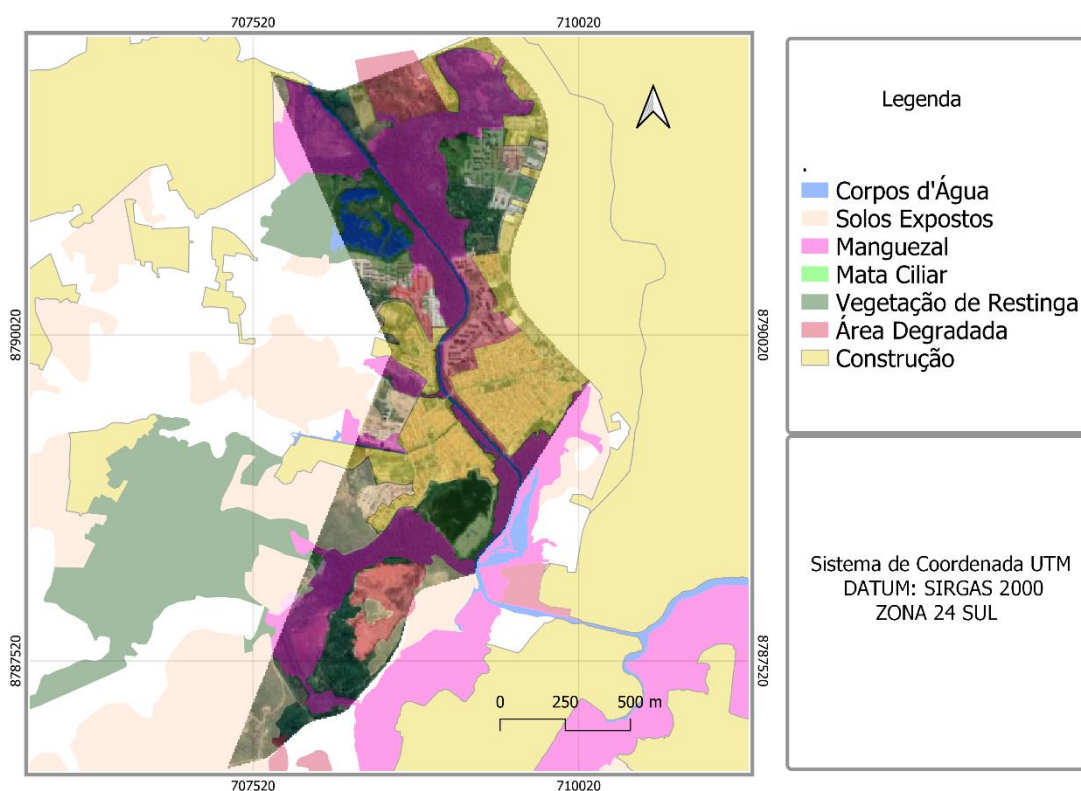 707520 710020
8790020 8790020
8787520 8787520
0 250 500 m
707520 710020
Legenda
.
Corpos d'Água
Solos Expostos
Manguezal
Mata Ciliar
Vegetação de Restinga
Área Degradada
Construção
Sistema de Coordenada UTM
DATUM: SIRGAS 2000
ZONA 24 SUL